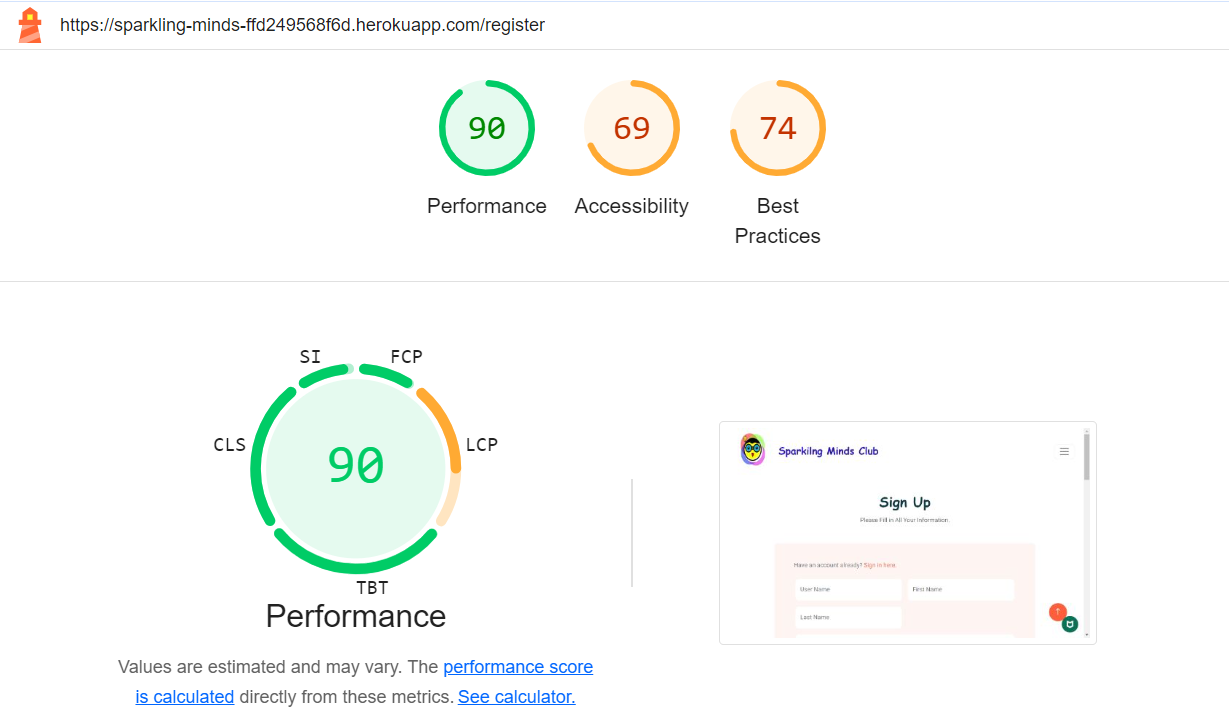 https://sparkling-minds-ffd249568f6d.herokuapp.com/register
90
69
74
Performance
Accessibility
Best
Practices
SI
FCP
CLS
LCP
90
TBT
Performance
Values are estimated and may vary. The performance score
is calculated directly from these metrics. See calculator.
Sparkilng Minds Club
Sign Up
Please Fill in All Your Information.
Have an account already? Sign in here.
User Name
First Name
Last Name